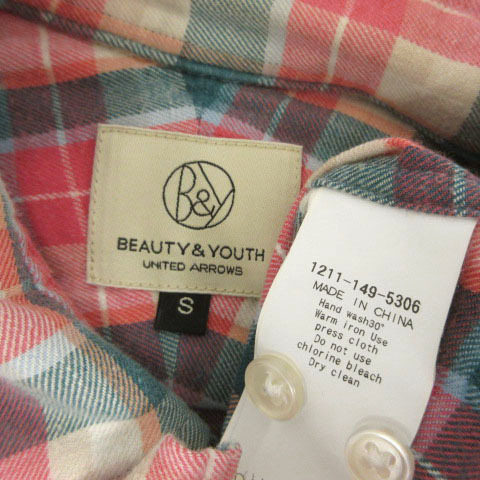 B&Y
BEAUTY & YOUTH
UNITED ARROWS
S
1211-149-5306
MADE IN CHINA
Hand wash30°
Warm iron Use
press cloth
Do not use
chlorine bleach
Dry clean